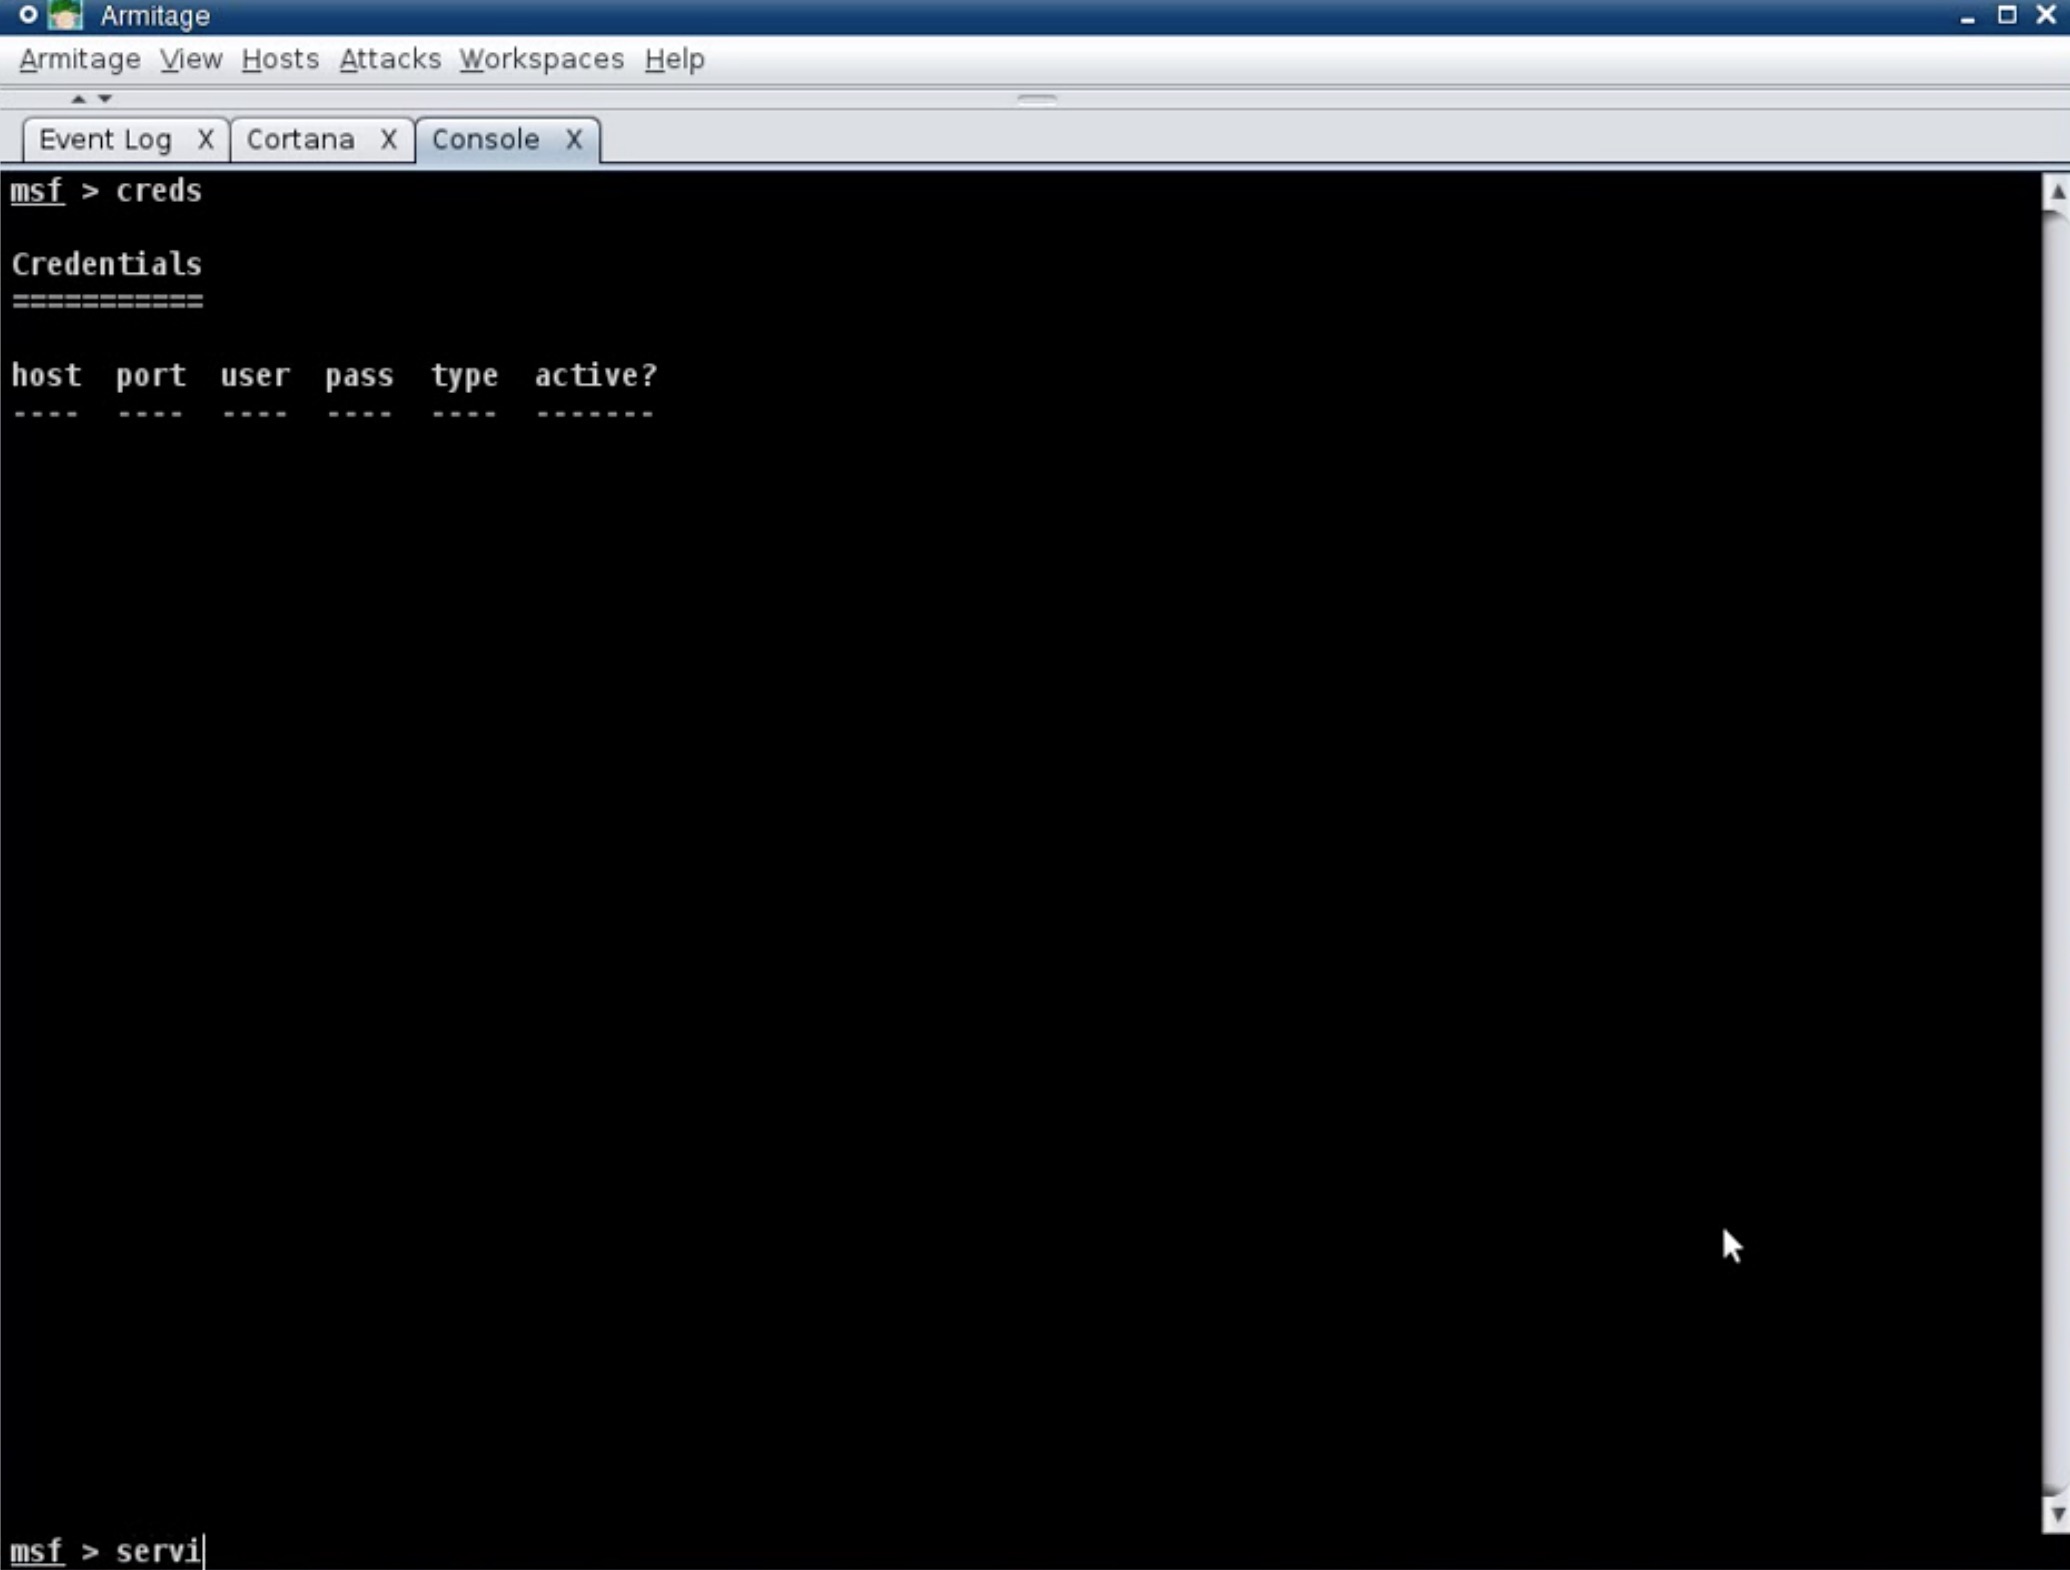 Armitage
Armitage View Hosts Attacks Workspaces Help
Event Log X Cortana X Console X
msf > creds
Credentials
===========
host port user pass type active?
---- ---- ---- ---- ---- -------
msf > servi